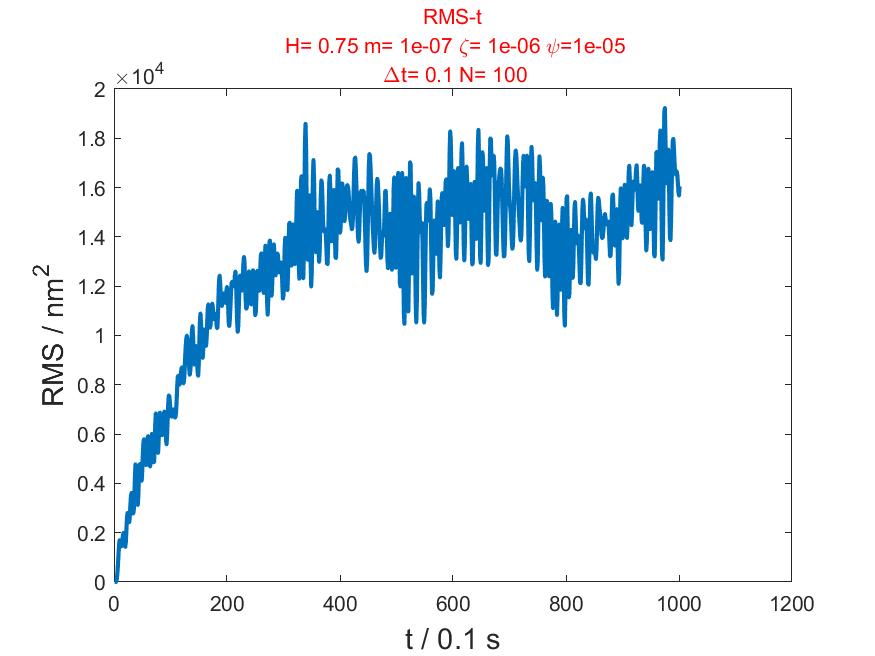 RMS-t
H= 0.75 m= 1e-07 ζ= 1e-06 ψ=1e-05
Δt= 0.1 N= 100
×10⁴
2
1.8
1.6
1.4
1.2
1
0.8
0.6
0.4
0.2
0
RMS / nm²
0 200 400 600 800 1000 1200
t / 0.1 s